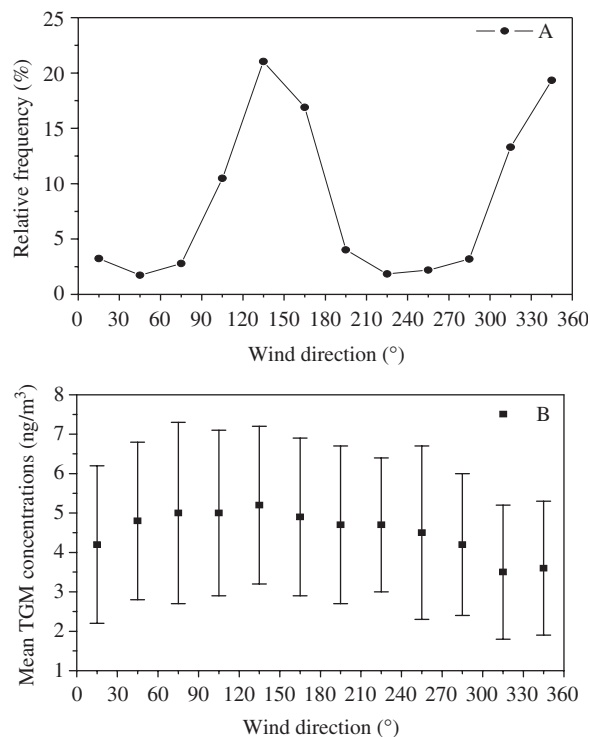 25
20
15
10
5
0
Relative frequency (%)
A
0 30 60 90 120 150 180 210 240 270 300 330 360
Wind direction (°)
8
7
6
5
4
3
2
1
Mean TGM concentrations (ng/m³)
B
0 30 60 90 120 150 180 210 240 270 300 330 360
Wind direction (°)